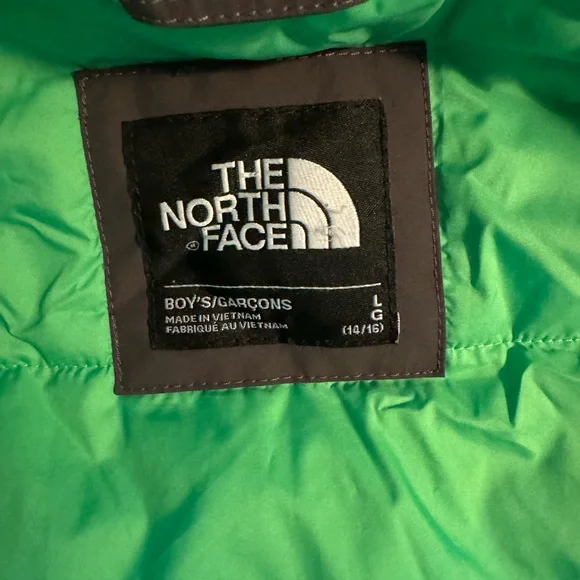 THE
NORTH
FACE®
BOY'S/GARÇONS L
MADE IN VIETNAM G
FABRIQUÉ AU VIETNAM (14/16)